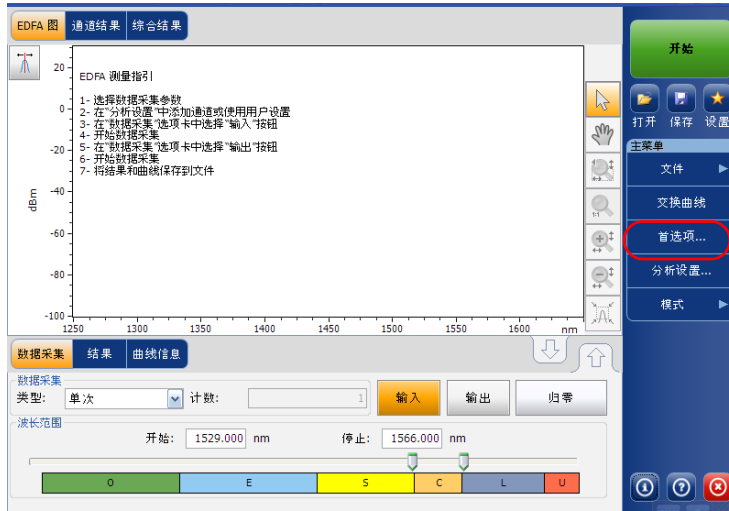 EDFA 图 通道结果 综合结果
开始
打开 保存 设置
主菜单
文件
交换曲线
首选项...
分析设置...
模式
EDFA 测量指引
1- 选择数据采集参数
2- 在"分析设置"中添加通道或使用用户设置
3- 在"数据采集"选项卡中选择"输入"按钮
4- 开始数据采集
5- 在"数据采集"选项卡中选择"输出"按钮
6- 开始数据采集
7- 将结果和曲线保存到文件
20
0
-20
-40
-60
-80
-100
dBm
1250 1300 1350 1400 1450 1500 1550 1600 nm
1:1
数据采集 结果 曲线信息
数据采集
类型: 单次 计数: 1 输入 输出 归零
波长范围
开始: 1529.000 nm 停止: 1566.000 nm
O E S C L U